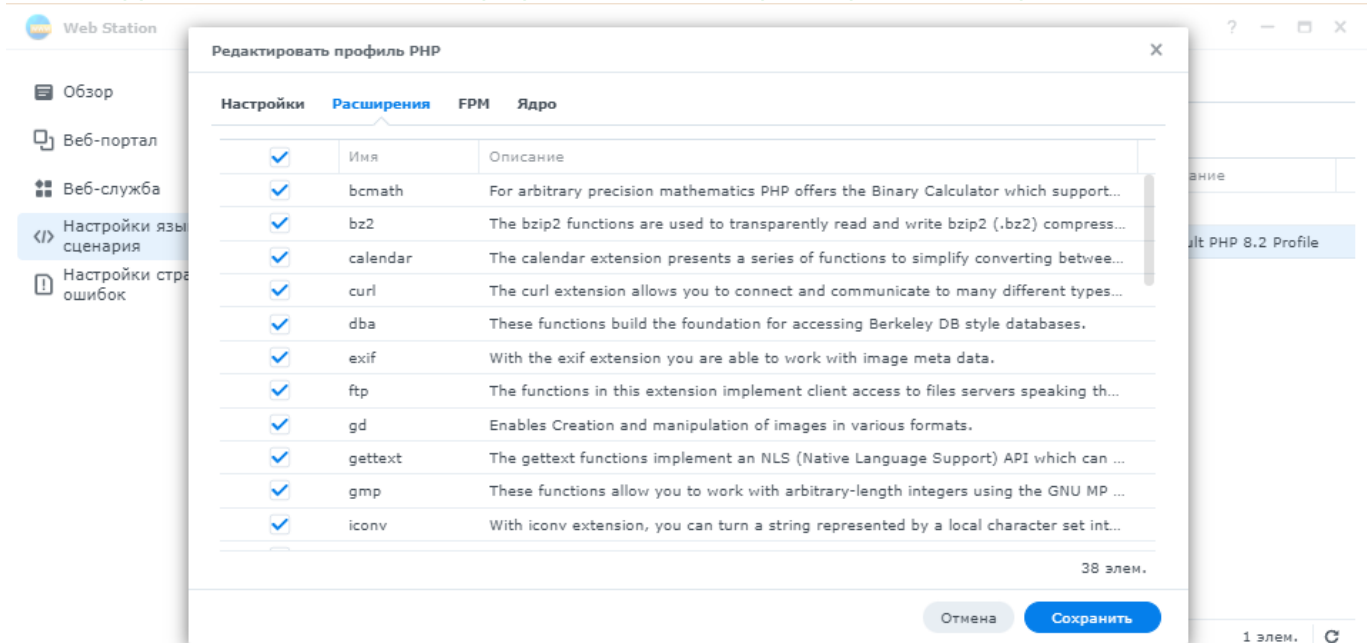 Web Station
Редактировать профиль PHP
Обзор
Веб-портал
Веб-служба
Настройки язы
сценария
Настройки стра
ошибок
Настройки Расширения FPM Ядро
Имя Описание
bcmath For arbitrary precision mathematics PHP offers the Binary Calculator which support...
bz2 The bzip2 functions are used to transparently read and write bzip2 (.bz2) compress...
calendar The calendar extension presents a series of functions to simplify converting betwee...
curl The curl extension allows you to connect and communicate to many different types...
dba These functions build the foundation for accessing Berkeley DB style databases.
exif With the exif extension you are able to work with image meta data.
ftp The functions in this extension implement client access to files servers speaking th...
gd Enables Creation and manipulation of images in various formats.
gettext The gettext functions implement an NLS (Native Language Support) API which can ...
gmp These functions allow you to work with arbitrary-length integers using the GNU MP ...
iconv With iconv extension, you can turn a string represented by a local character set int...
38 элем.
Отмена Сохранить
ание
ult PHP 8.2 Profile
1 элем.